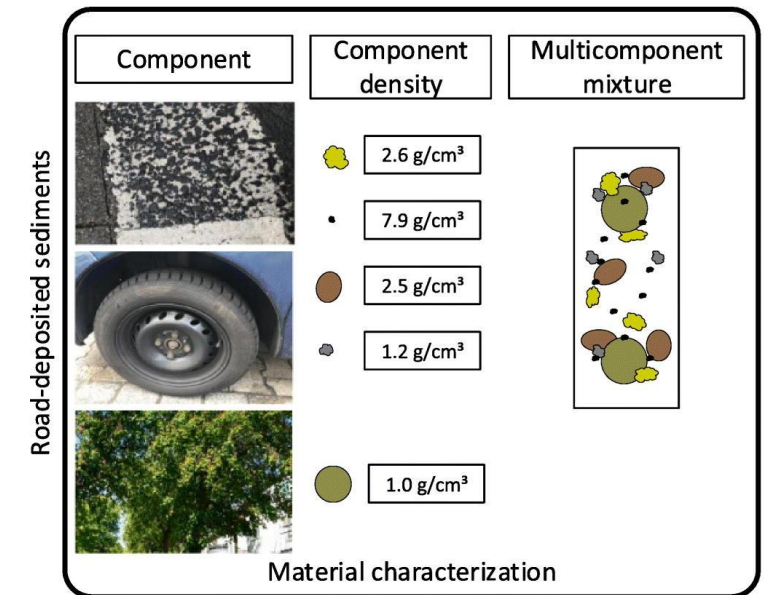 Component
Component
density
Multicomponent
mixture
Road-deposited sediments
2.6 g/cm³
7.9 g/cm³
2.5 g/cm³
1.2 g/cm³
1.0 g/cm³
Material characterization